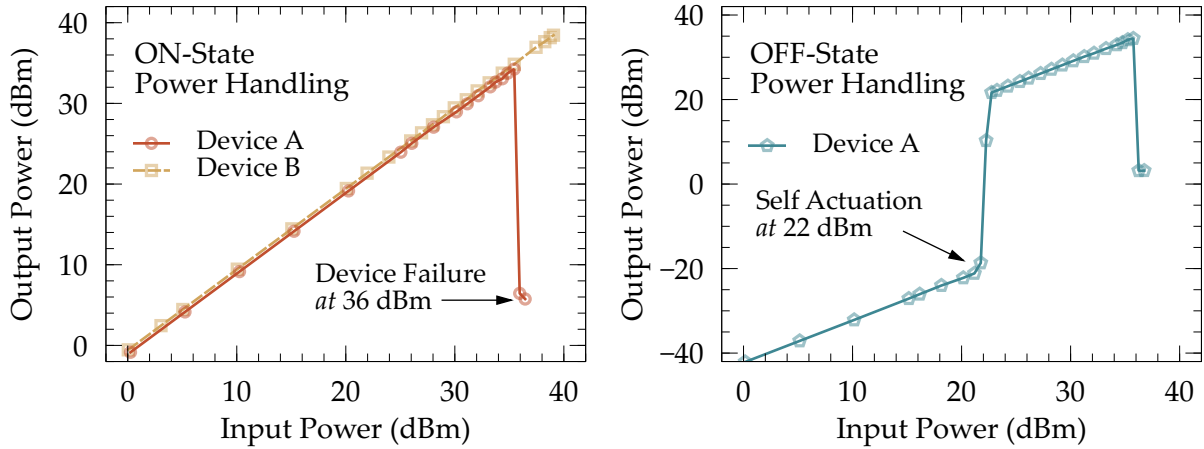 40
30
20
10
0
Output Power (dBm)
ON-State
Power Handling
Device A
Device B
Device Failure
at 36 dBm
0 10 20 30 40
Input Power (dBm)
40
20
0
−20
−40
Output Power (dBm)
OFF-State
Power Handling
Device A
Self Actuation
at 22 dBm
0 10 20 30 40
Input Power (dBm)